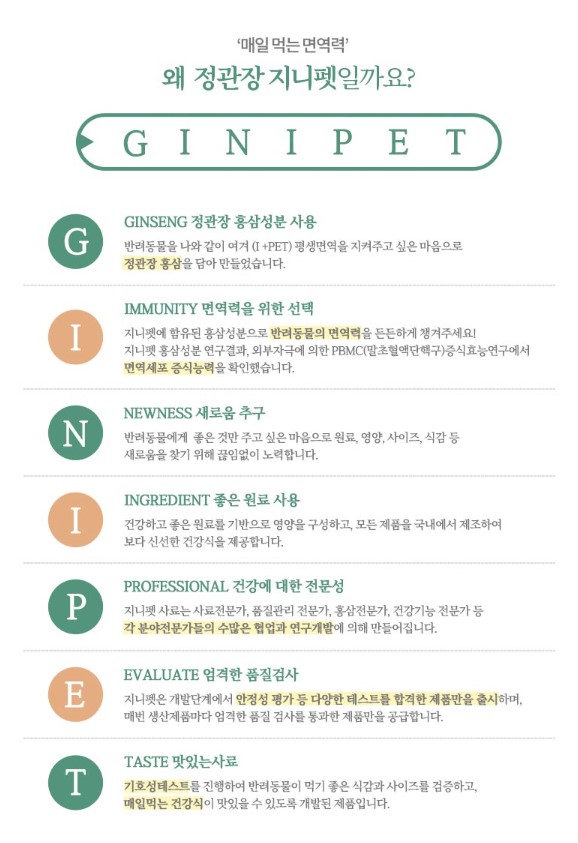 ‘매일 먹는 면역력’
왜 정관장 지니펫일까요?
G I N I P E T
G
GINSENG 정관장 홍삼성분 사용
반려동물을 나와 같이 여겨 (I +PET) 평생면역을 지켜주고 싶은 마음으로
정관장 홍삼을 담아 만들었습니다.
I
IMMUNITY 면역력을 위한 선택
지니펫에 함유된 홍삼성분으로 반려동물의 면역력을 든든하게 챙겨주세요!
지니펫 홍삼성분 연구결과, 외부자극에 의한 PBMC(말초혈액단핵구)증식효능연구에서
면역세포 증식능력을 확인했습니다.
N
NEWNESS 새로움 추구
반려동물에게 좋은 것만 주고 싶은 마음으로 원료, 영양, 사이즈, 식감 등
새로움을 찾기 위해 끊임없이 노력합니다.
I
INGREDIENT 좋은 원료 사용
건강하고 좋은 원료를 기반으로 영양을 구성하고, 모든 제품을 국내에서 제조하여
보다 신선한 건강식을 제공합니다.
P
PROFESSIONAL 건강에 대한 전문성
지니펫 사료는 사료전문가, 품질관리 전문가, 홍삼전문가, 건강기능 전문가 등
각 분야전문가들의 수많은 협업과 연구개발에 의해 만들어집니다.
E
EVALUATE 엄격한 품질검사
지니펫은 개발단계에서 안정성 평가 등 다양한 테스트를 합격한 제품만을 출시하며,
매번 생산제품마다 엄격한 품질 검사를 통과한 제품만을 공급합니다.
T
TASTE 맛있는사료
기호성테스트를 진행하여 반려동물이 먹기 좋은 식감과 사이즈를 검증하고,
매일먹는 건강식이 맛있을 수 있도록 개발된 제품입니다.